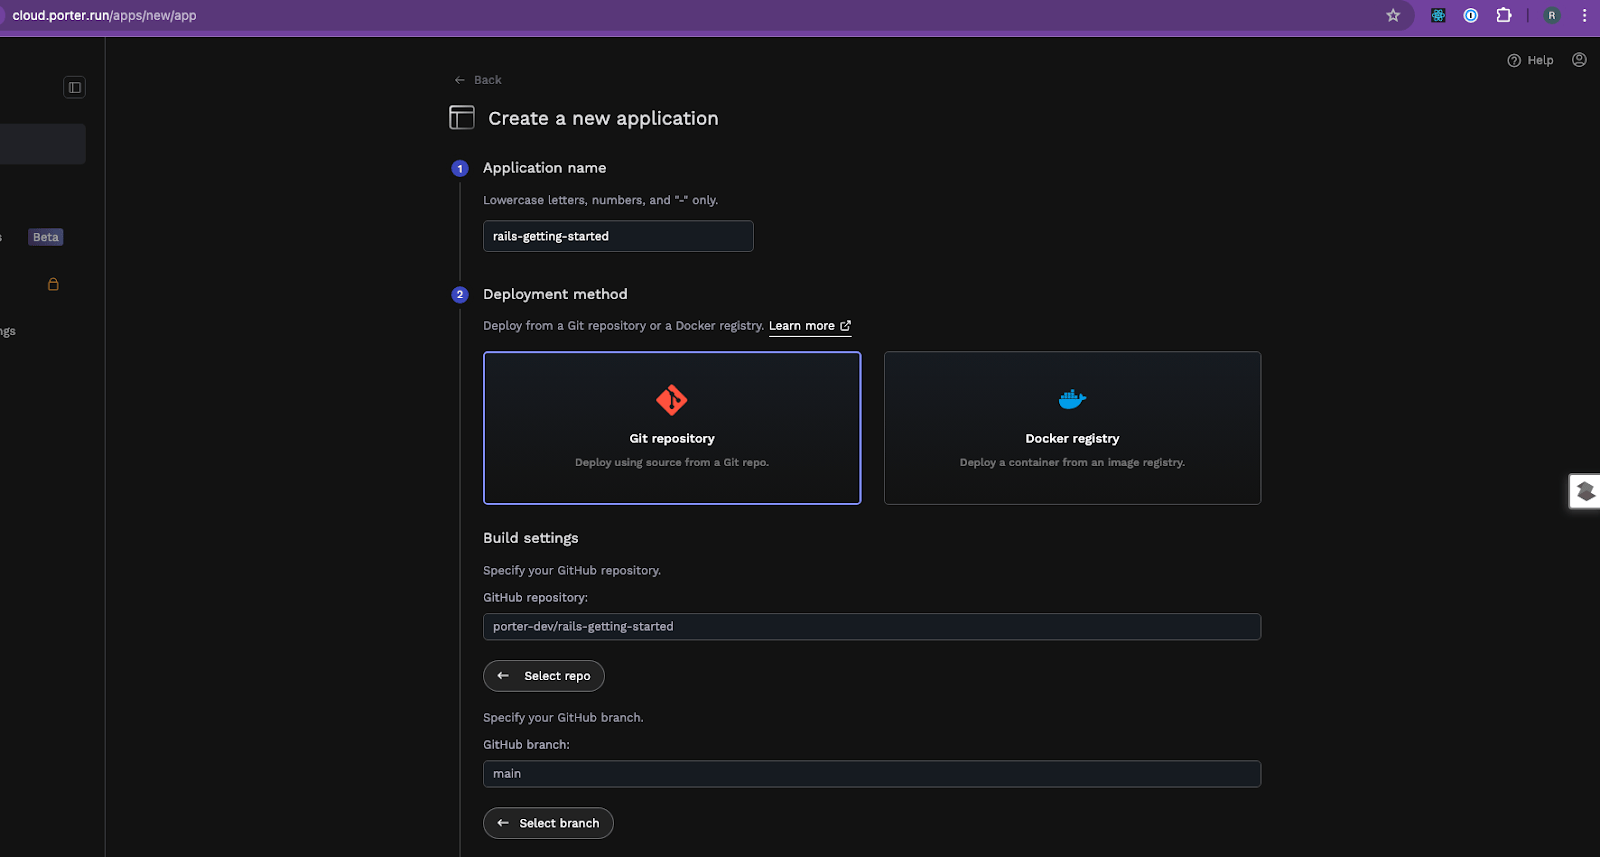 cloud.porter.run/apps/new/app
R
Help
Back
Create a new application
1
Application name
Lowercase letters, numbers, and "-" only.
rails-getting-started
s
Beta
ngs
2
Deployment method
Deploy from a Git repository or a Docker registry. Learn more
Git repository
Deploy using source from a Git repo.
Docker registry
Deploy a container from an image registry.
Build settings
Specify your GitHub repository.
GitHub repository:
porter-dev/rails-getting-started
Select repo
Specify your GitHub branch.
GitHub branch:
main
Select branch